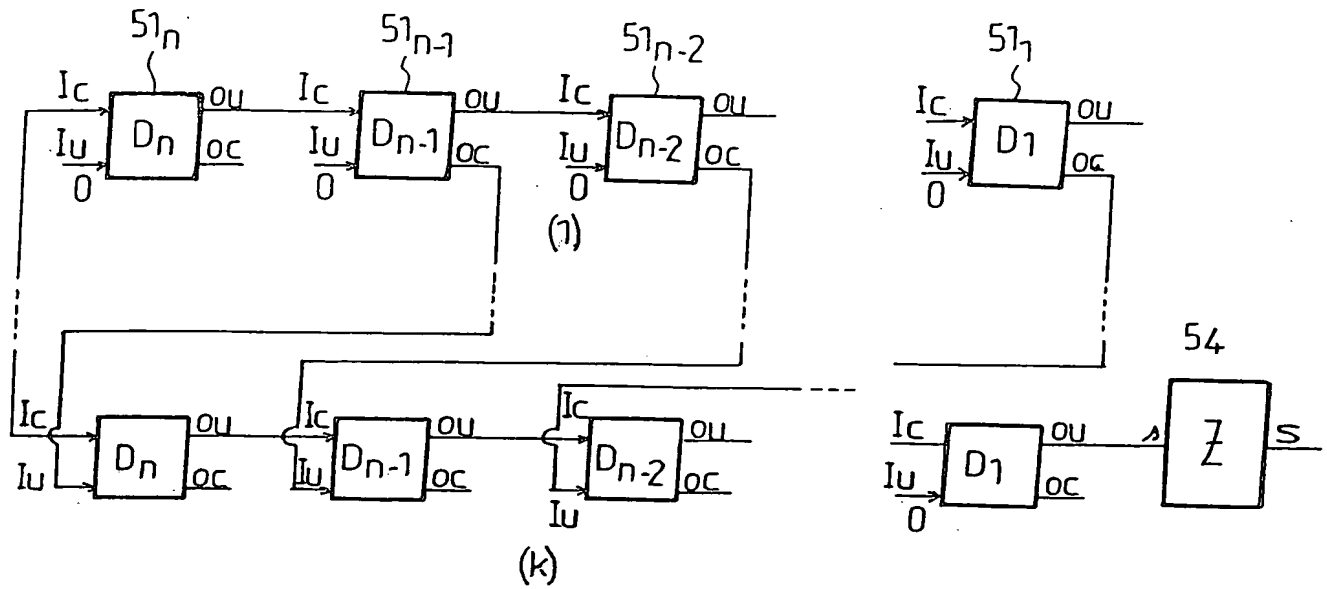 51n 51n-1 51n-2 511
Ic OU Ic OU Ic OU Ic OU
Dn Dn-1 Dn-2 D1
Iu OC Iu OC Iu OC Iu OC
0 0 0 0
(1)
54
Ic OU Ic OU Ic OU Ic OU s Z S
Dn Dn-1 Dn-2 D1
Iu OC Iu OC Iu OC Iu OC
0
(k)